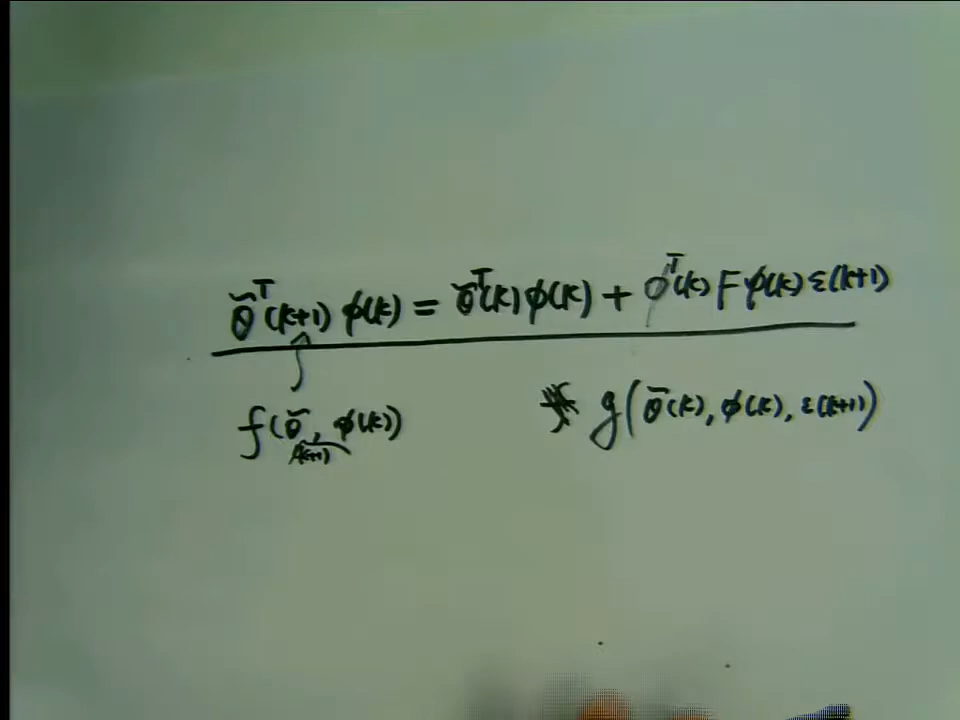 θ̃ᵀ(k+1) ϕ(k) = θ̃ᵀ(k) ϕ(k) + ϕᵀ(k) F ϕ(k) ε(k+1)
f(θ̃(k+1), ϕ(k)) g(θ̃(k), ϕ(k), ε(k+1))